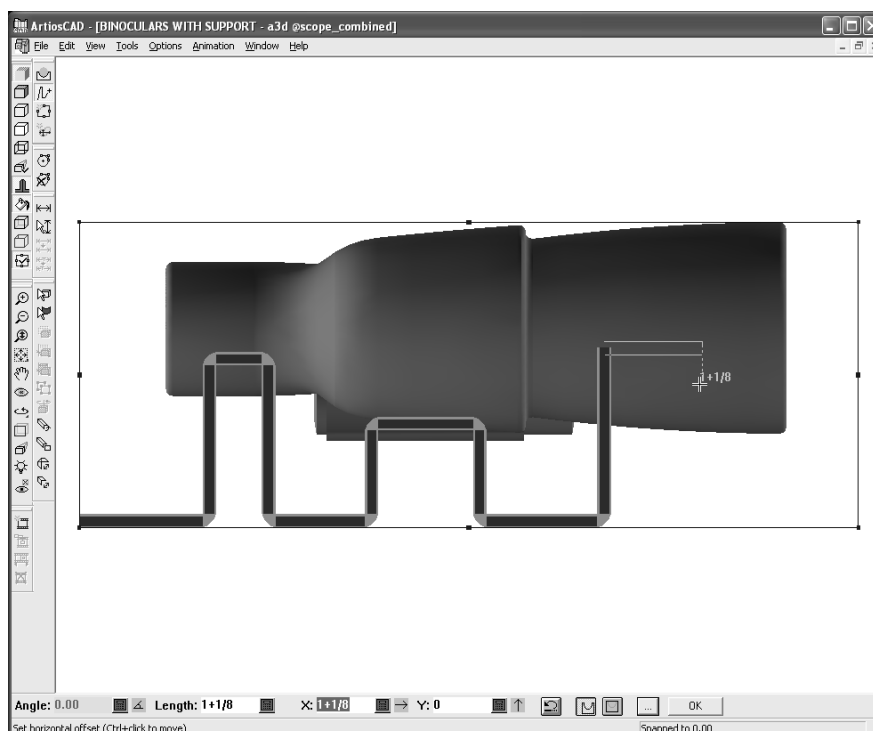 ArtiosCAD - [BINOCULARS WITH SUPPORT - a3d @scope_combined]
File Edit View Tools Options Animation Window Help
1+1/8
Angle: 0.00 Length: 1+1/8 X: 1+1/8 Y: 0 ... OK
Set horizontal offset (Ctrl+click to move) Snapped to 0.00